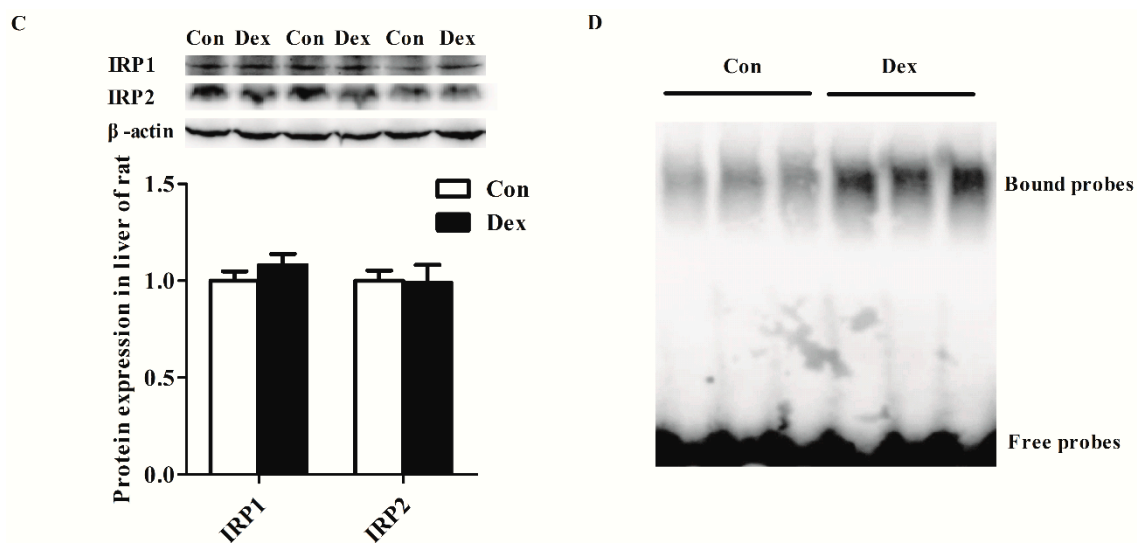 C
Con Dex Con Dex Con Dex
IRP1
IRP2
β -actin
Protein expression in liver of rat
1.5
1.0
0.5
0.0
Con
Dex
IRP1
IRP2
D
Con
Dex
Bound probes
Free probes